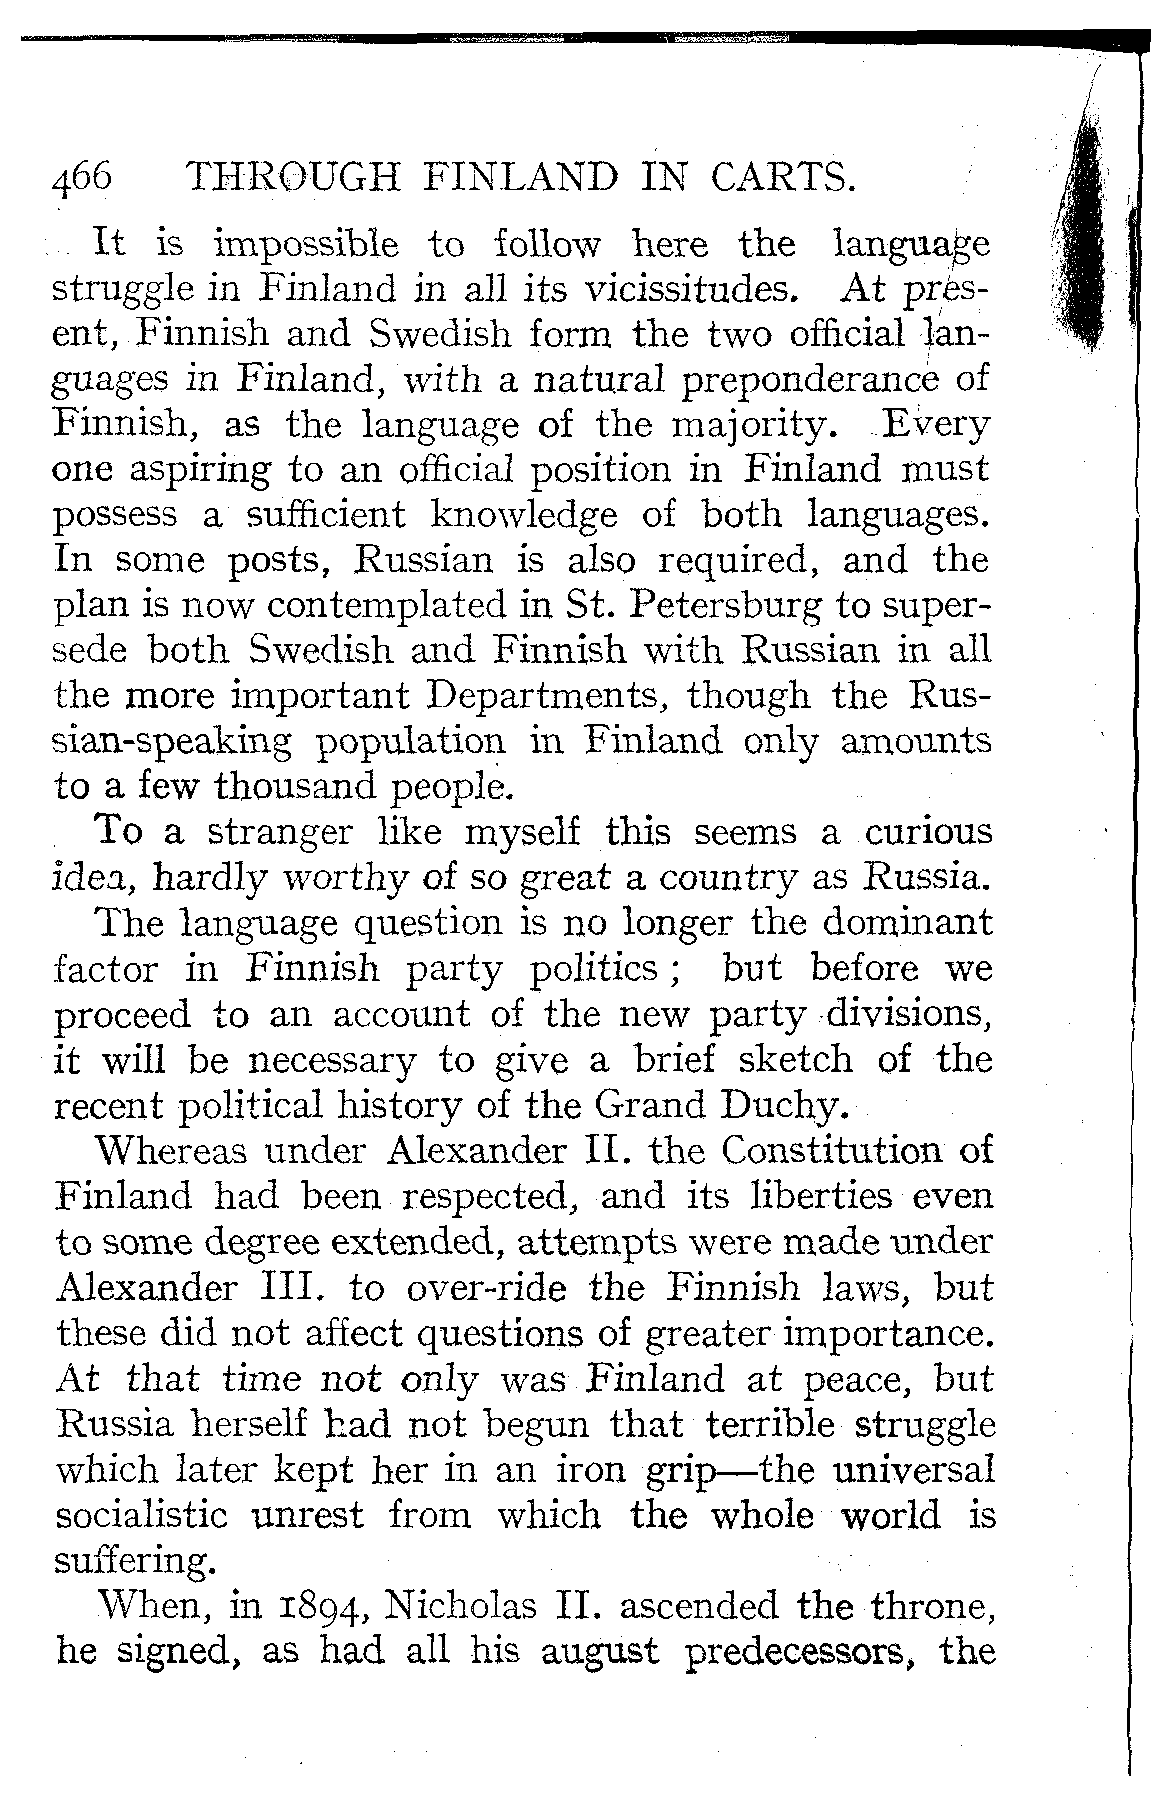 466 THROUGH FINLAND IN CARTS.
It is impossible to follow here the language
struggle in Finland in all its vicissitudes. At pres-
ent, Finnish and Swedish form the two official lan-
guages in Finland, with a natural preponderance of
Finnish, as the language of the majority. Every
one aspiring to an official position in Finland must
possess a sufficient knowledge of both languages.
In some posts, Russian is also required, and the
plan is now contemplated in St. Petersburg to super-
sede both Swedish and Finnish with Russian in all
the more important Departments, though the Rus-
sian-speaking population in Finland only amounts
to a few thousand people.
To a stranger like myself this seems a curious
idea, hardly worthy of so great a country as Russia.
The language question is no longer the dominant
factor in Finnish party politics; but before we
proceed to an account of the new party divisions,
it will be necessary to give a brief sketch of the
recent political history of the Grand Duchy.
Whereas under Alexander II. the Constitution of
Finland had been respected, and its liberties even
to some degree extended, attempts were made under
Alexander III. to over-ride the Finnish laws, but
these did not affect questions of greater importance.
At that time not only was Finland at peace, but
Russia herself had not begun that terrible struggle
which later kept her in an iron grip—the universal
socialistic unrest from which the whole world is
suffering.
When, in 1894, Nicholas II. ascended the throne,
he signed, as had all his august predecessors, the